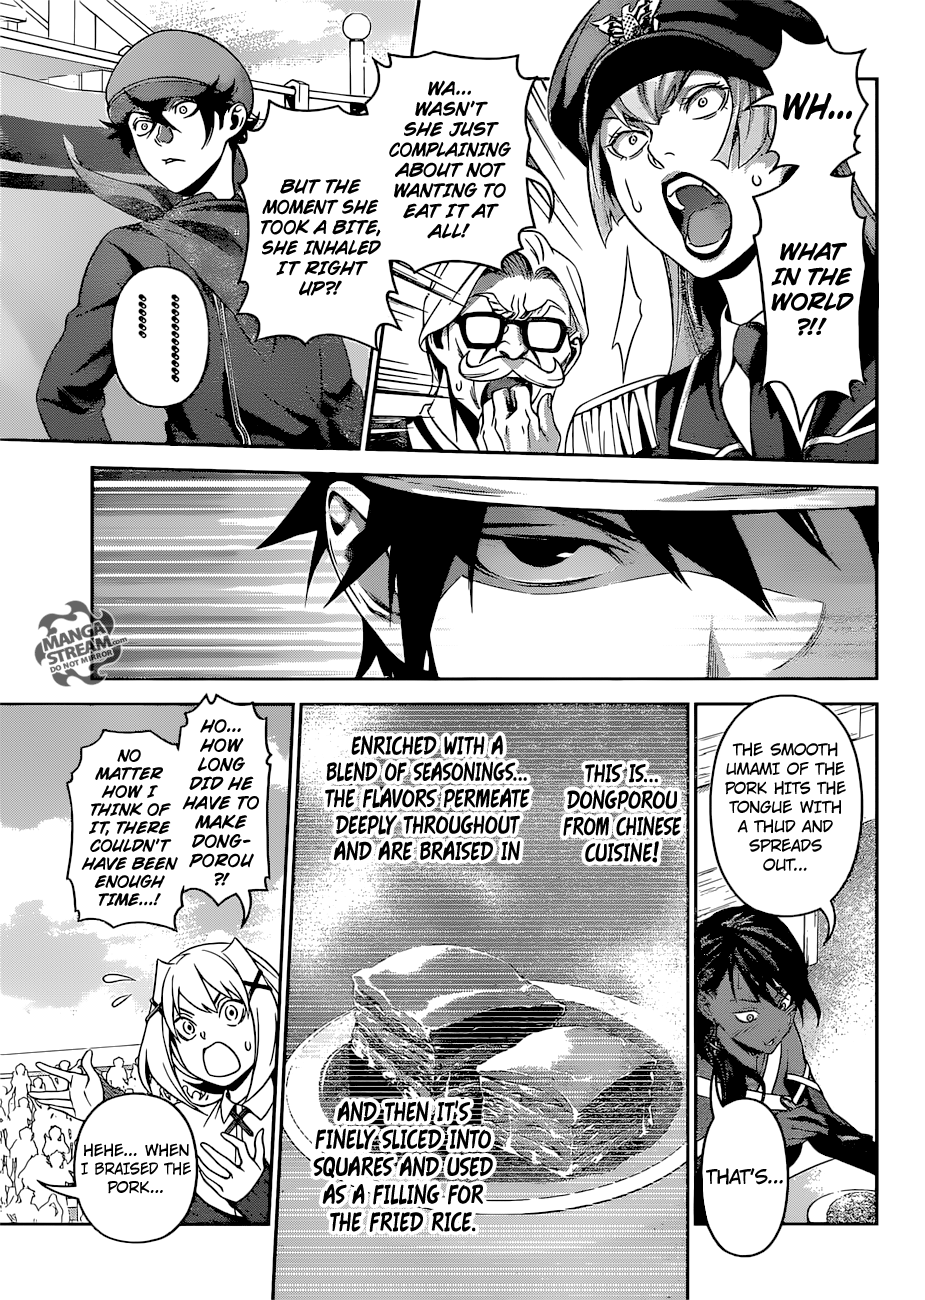 WH...
WHAT
IN THE
WORLD
?!!
WA...
WASN'T
SHE JUST
COMPLAINING
ABOUT NOT
WANTING TO
EAT IT AT
ALL!
BUT THE
MOMENT SHE
TOOK A BITE,
SHE INHALED
IT RIGHT
UP?!
MANGA
STREAM.com
DO NOT MIRROR
THE SMOOTH
UMAMI OF THE
PORK HITS THE
TONGUE WITH
A THUD AND
SPREADS
OUT...
THAT'S...
THIS IS...
DONGPOROU
FROM CHINESE
CUISINE!
ENRICHED WITH A
BLEND OF SEASONINGS...
THE FLAVORS PERMEATE
DEEPLY THROUGHOUT
AND ARE BRAISED IN
AND THEN IT'S
FINELY SLICED INTO
SQUARES AND USED
AS A FILLING FOR
THE FRIED RICE.
HO...
HOW
LONG
DID HE
HAVE TO
MAKE
DONG-
POROU
?!
NO
MATTER
HOW I
THINK OF
IT, THERE
COULDN'T
HAVE BEEN
ENOUGH
TIME...!
HEHE... WHEN
I BRAISED THE
PORK...